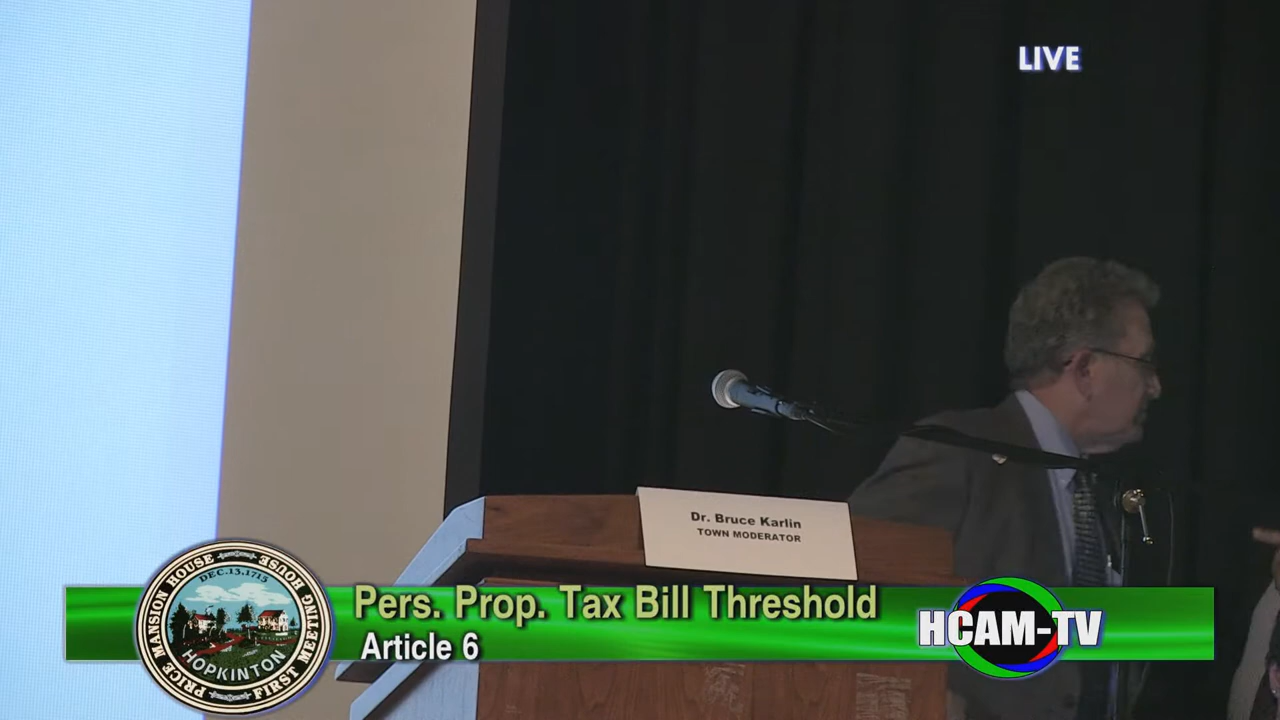 LIVE
Dr. Bruce Karlin
TOWN MODERATOR
Pers. Prop. Tax Bill Threshold
Article 6
HCAM-TV
PRICE MANSION HOUSE HOUSE FIRST MEETING
DEC.13.1715
HOPKINTON